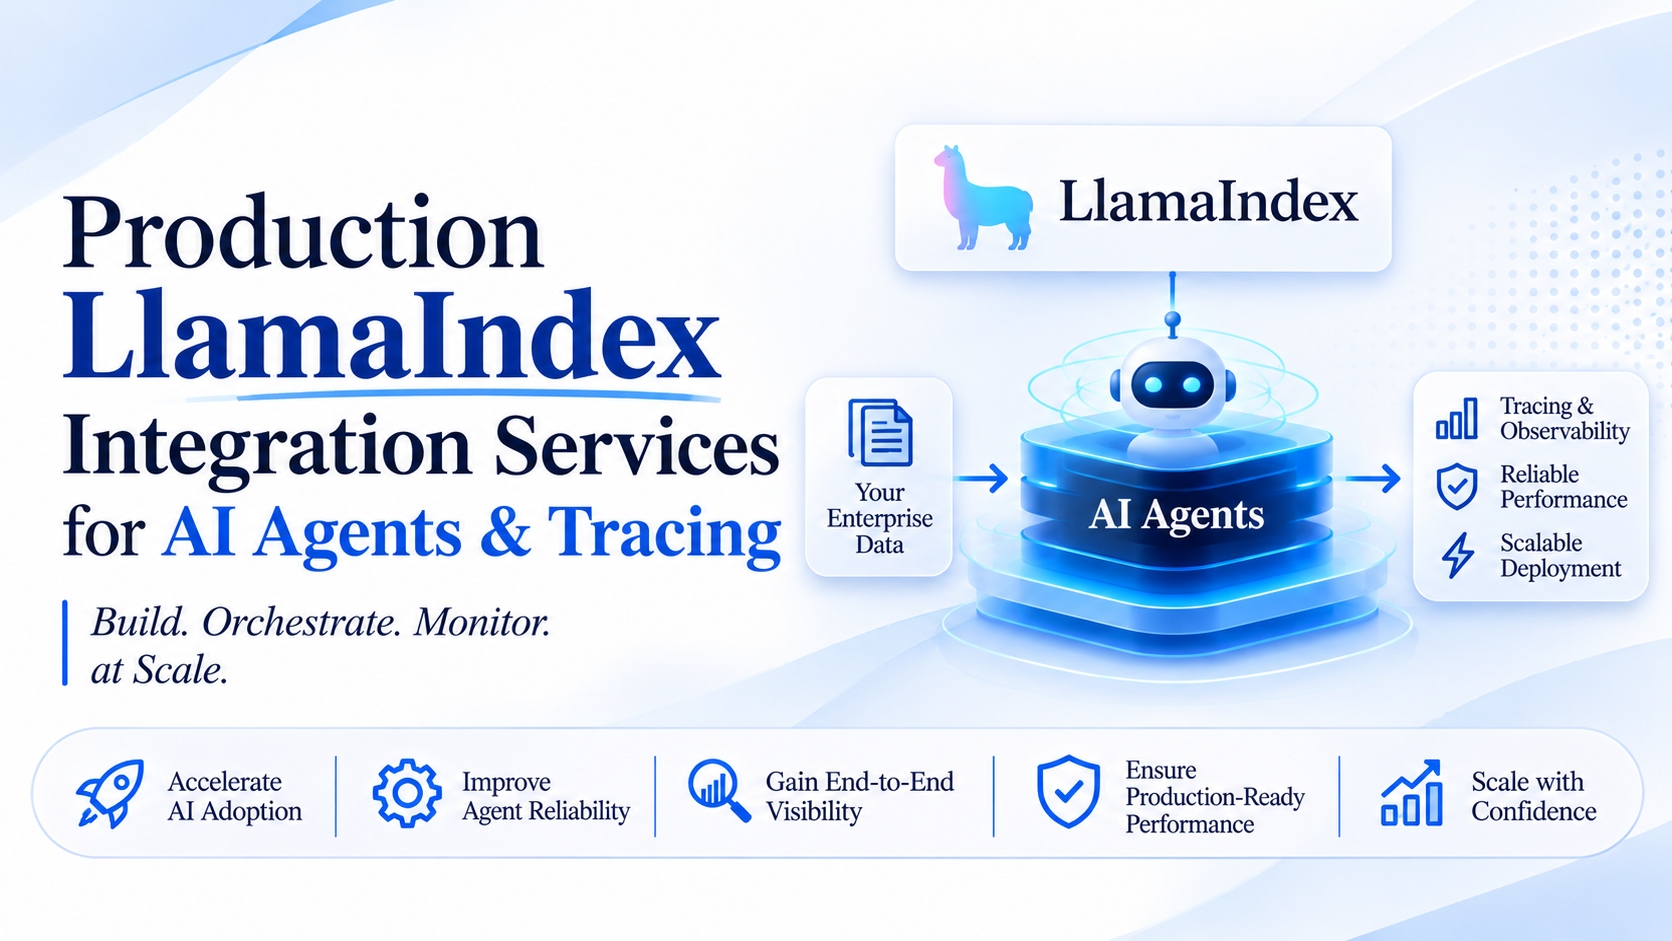 Production
LlamaIndex
Integration Services
for AI Agents & Tracing
Build. Orchestrate. Monitor.
at Scale.
LlamaIndex
Your
Enterprise
Data
AI Agents
Tracing &
Observability
Reliable
Performance
Scalable
Deployment
Accelerate
AI Adoption
Improve
Agent Reliability
Gain End-to-End
Visibility
Ensure
Production-Ready
Performance
Scale with
Confidence